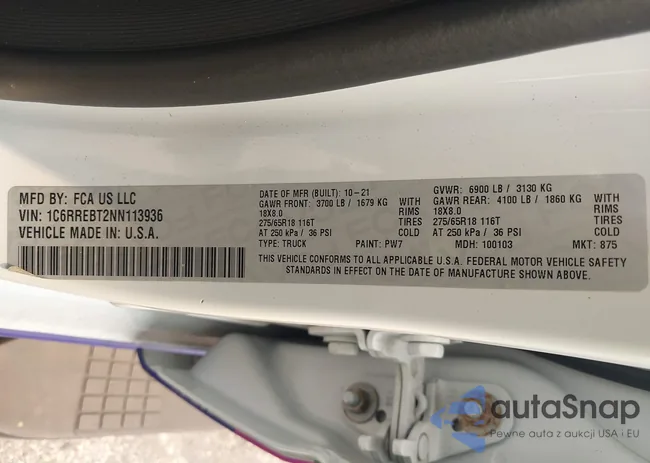 MFD BY: FCA US LLC
VIN: 1C6RREBT2NN113936
VEHICLE MADE IN: U.S.A.
DATE OF MFR (BUILT): 10-21 GVWR: 6900 LB / 3130 KG
GAWR FRONT: 3700 LB / 1679 KG WITH GAWR REAR: 4100 LB / 1860 KG WITH
18X8.0 RIMS 18X8.0 RIMS
275/65R18 116T TIRES 275/65R18 116T TIRES
AT 250 kPa / 36 PSI COLD AT 250 kPa / 36 PSI COLD
TYPE: TRUCK PAINT: PW7 MDH: 100103 MKT: 875
THIS VEHICLE CONFORMS TO ALL APPLICABLE U.S.A. FEDERAL MOTOR VEHICLE SAFETY
STANDARDS IN EFFECT ON THE DATE OF MANUFACTURE SHOWN ABOVE.
autaSnap
Pewne auta z aukcji USA i EU